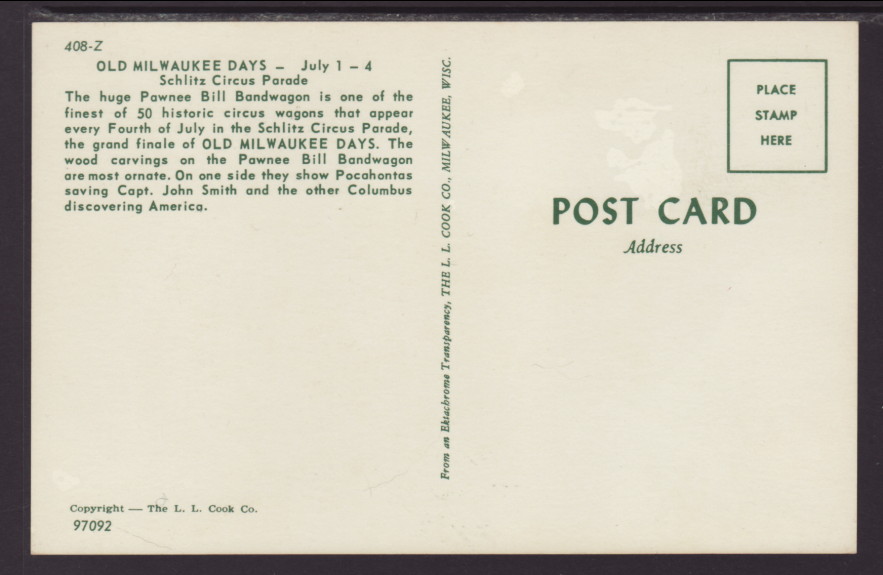 408-Z
OLD MILWAUKEE DAYS – July 1 – 4
Schlitz Circus Parade
The huge Pawnee Bill Bandwagon is one of the
finest of 50 historic circus wagons that appear
every Fourth of July in the Schlitz Circus Parade,
the grand finale of OLD MILWAUKEE DAYS. The
wood carvings on the Pawnee Bill Bandwagon
are most ornate. On one side they show Pocahontas
saving Capt. John Smith and the other Columbus
discovering America.
Copyright — The L. L. Cook Co.
97092
From an Ektachrome Transparency, THE L. L. COOK CO., MILWAUKEE, WISC.
PLACE
STAMP
HERE
POST CARD
Address